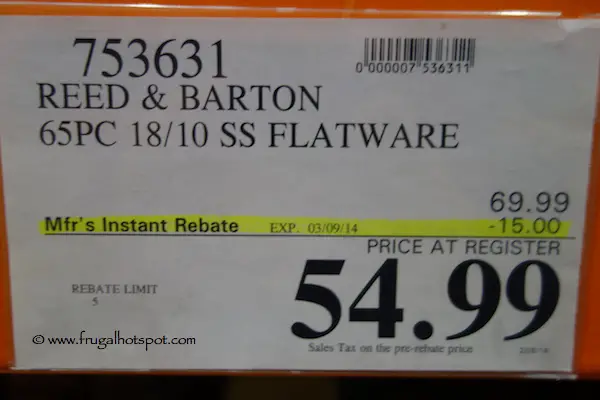 753631
0"000007"536311"
REED & BARTON
65PC 18/10 SS FLATWARE
69.99
Mfr's Instant Rebate EXP. 03/09/14 -15.00
PRICE AT REGISTER
54.99
REBATE LIMIT
5
Sales Tax on the pre-rebate price
© www.frugalhotspot.com